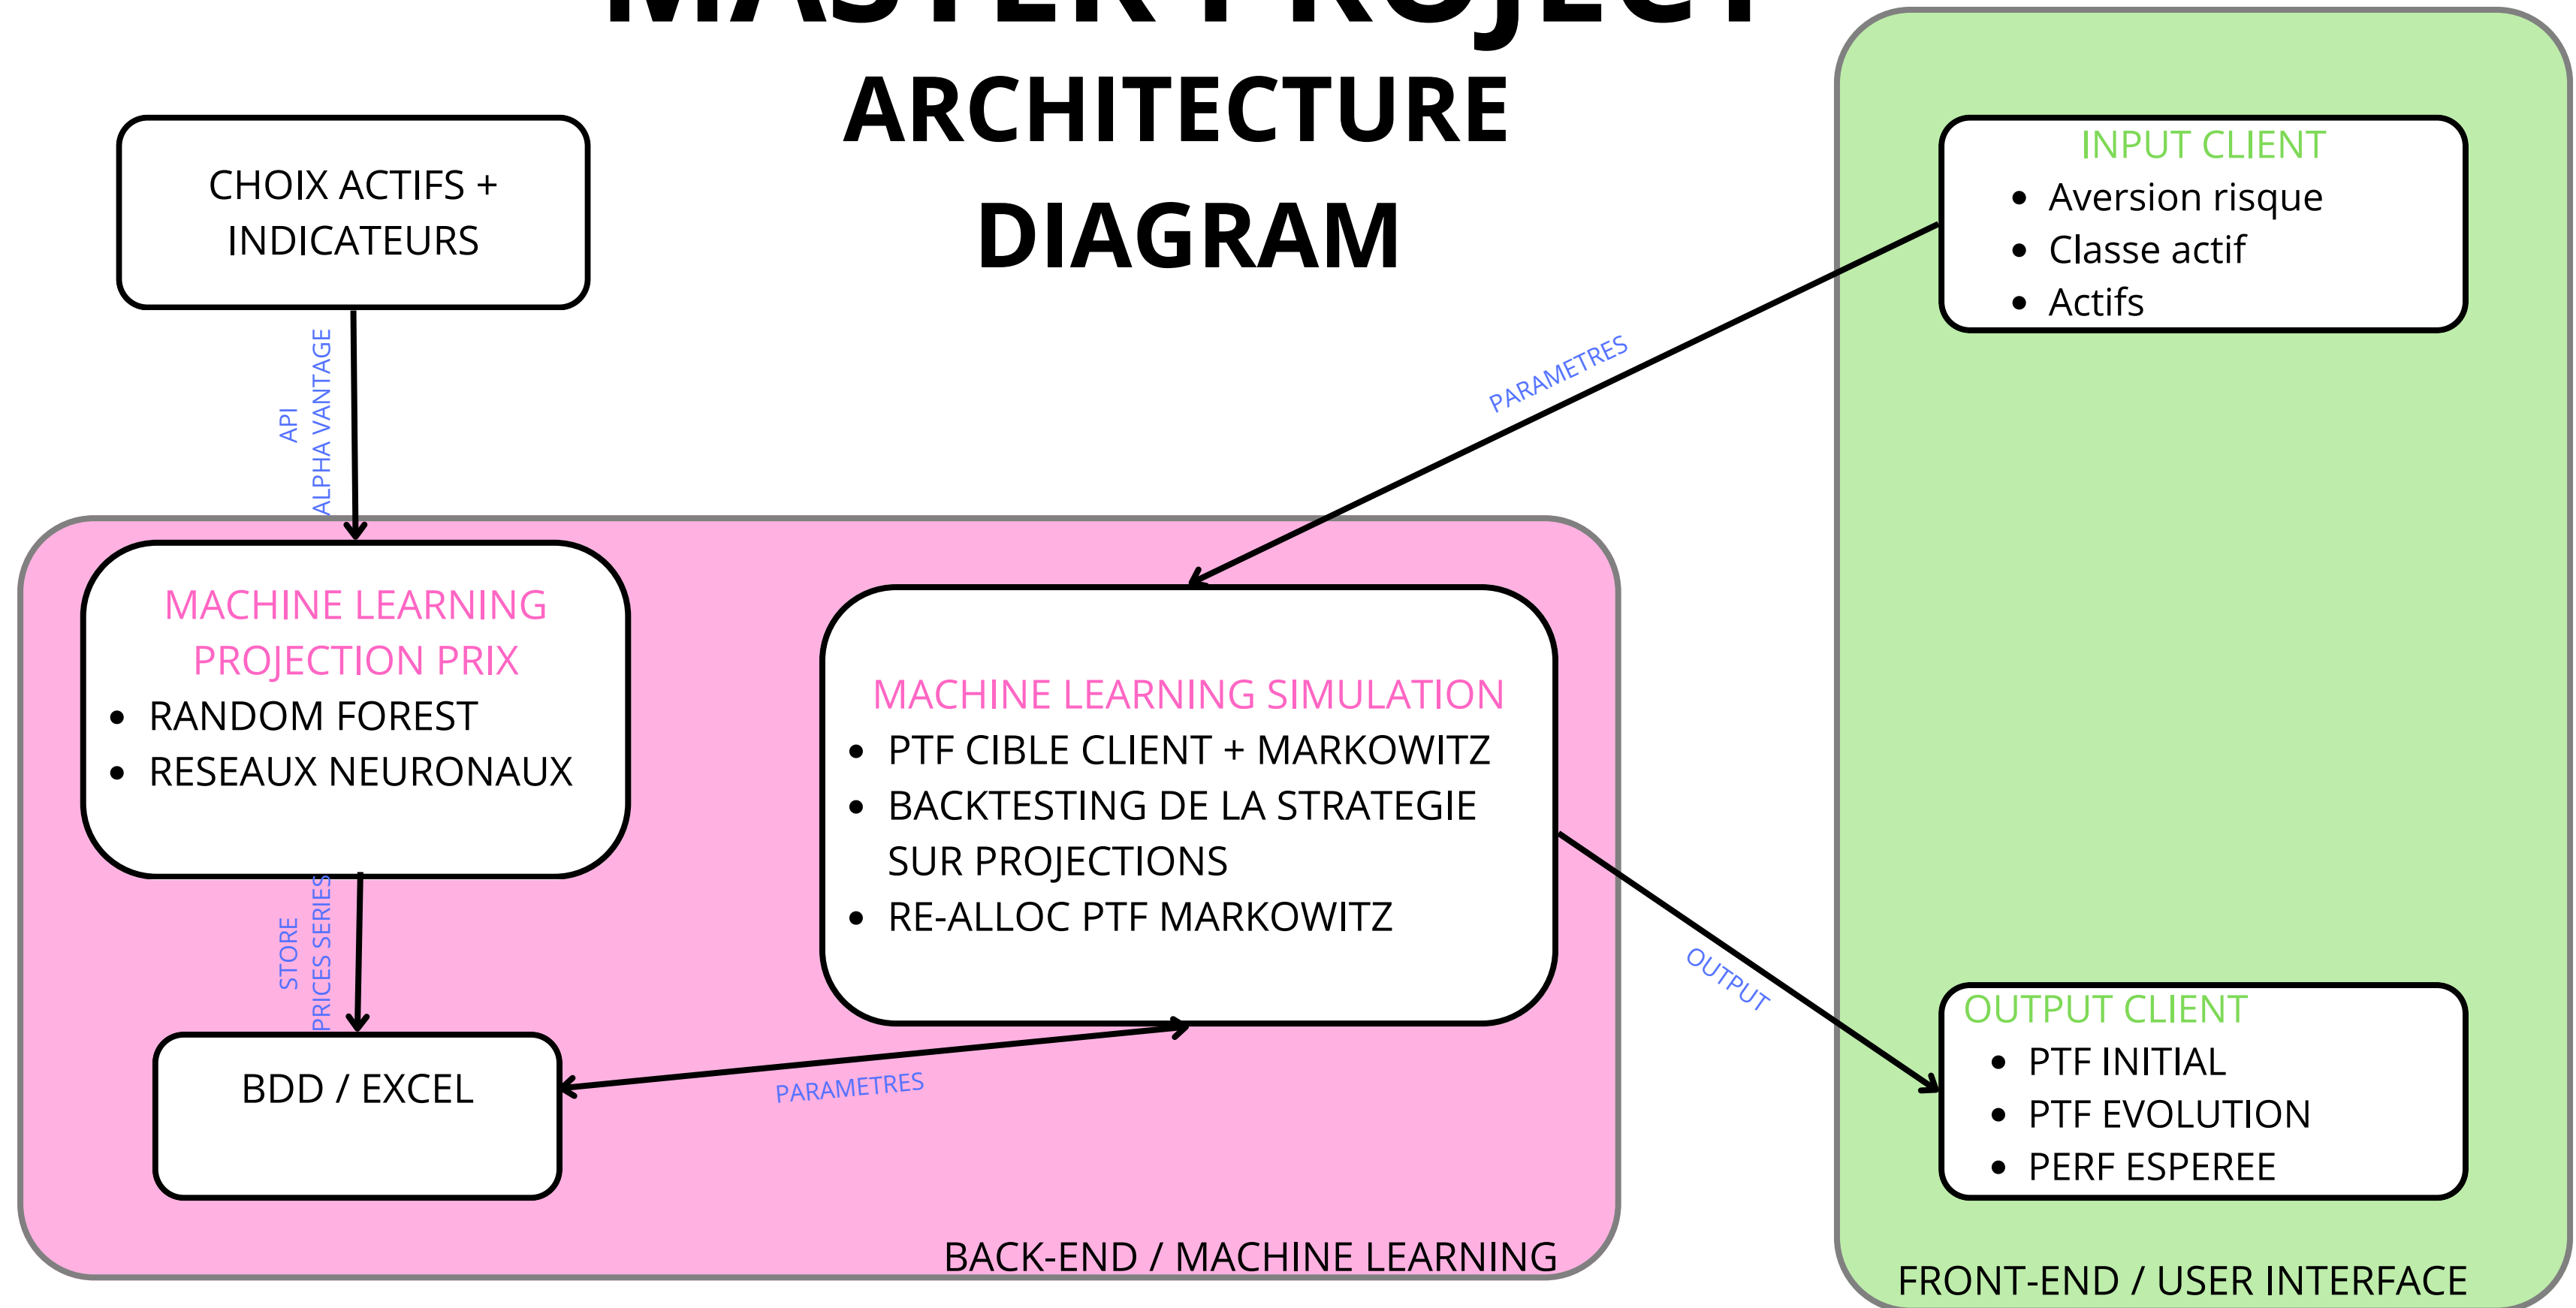 MASTER PROJECT
ARCHITECTURE
DIAGRAM
CHOIX ACTIFS +
INDICATEURS
API
ALPHA VANTAGE
MACHINE LEARNING
PROJECTION PRIX
• RANDOM FOREST
• RESEAUX NEURONAUX
STORE
PRICES SERIES
BDD / EXCEL
PARAMETRES
MACHINE LEARNING SIMULATION
• PTF CIBLE CLIENT + MARKOWITZ
• BACKTESTING DE LA STRATEGIE
SUR PROJECTIONS
• RE-ALLOC PTF MARKOWITZ
BACK-END / MACHINE LEARNING
PARAMETRES
OUTPUT
INPUT CLIENT
• Aversion risque
• Classe actif
• Actifs
OUTPUT CLIENT
• PTF INITIAL
• PTF EVOLUTION
• PERF ESPEREE
FRONT-END / USER INTERFACE